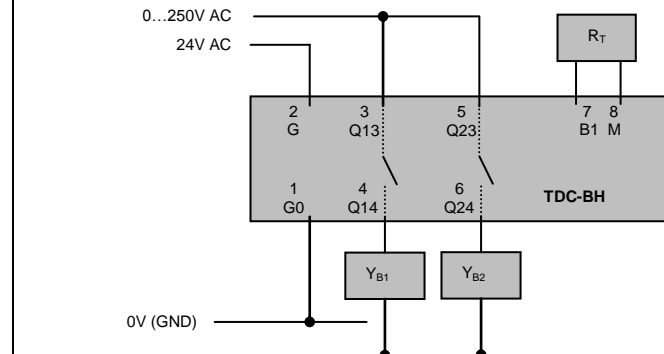 0…250V AC
24V AC
R_T
2 3 5 7 8
G Q13 Q23 B1 M
1 4 6
G0 Q14 Q24
TDC-BH
Y_B1 Y_B2
0V (GND)